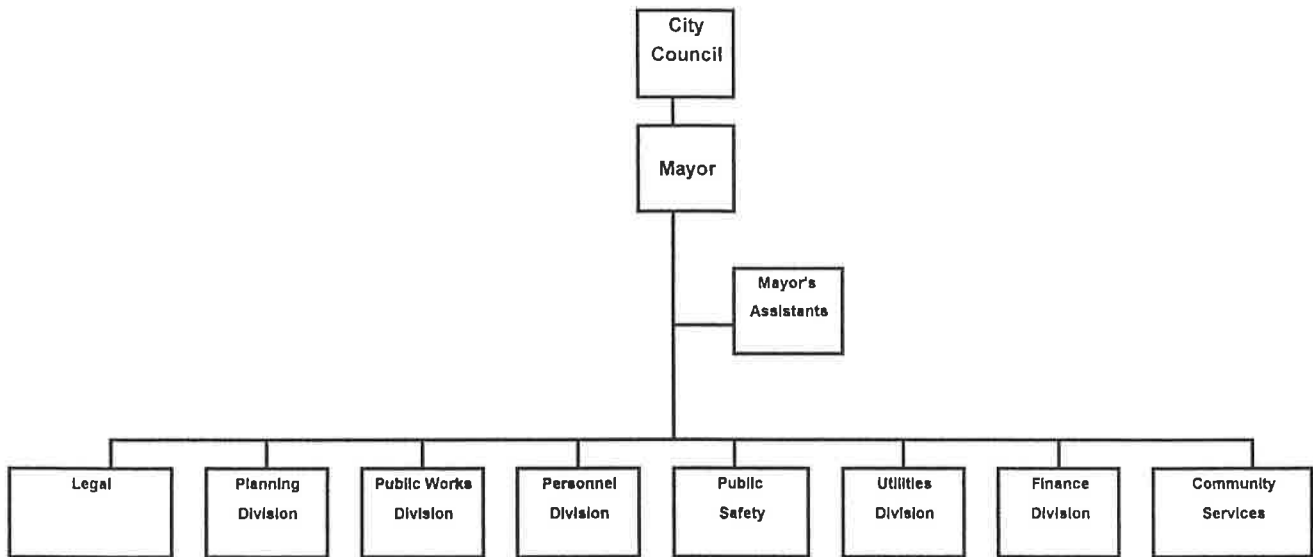 City
Council
Mayor
Mayor's
Assistants
Legal
Planning
Division
Public Works
Division
Personnel
Division
Public
Safety
Utilities
Division
Finance
Division
Community
Services